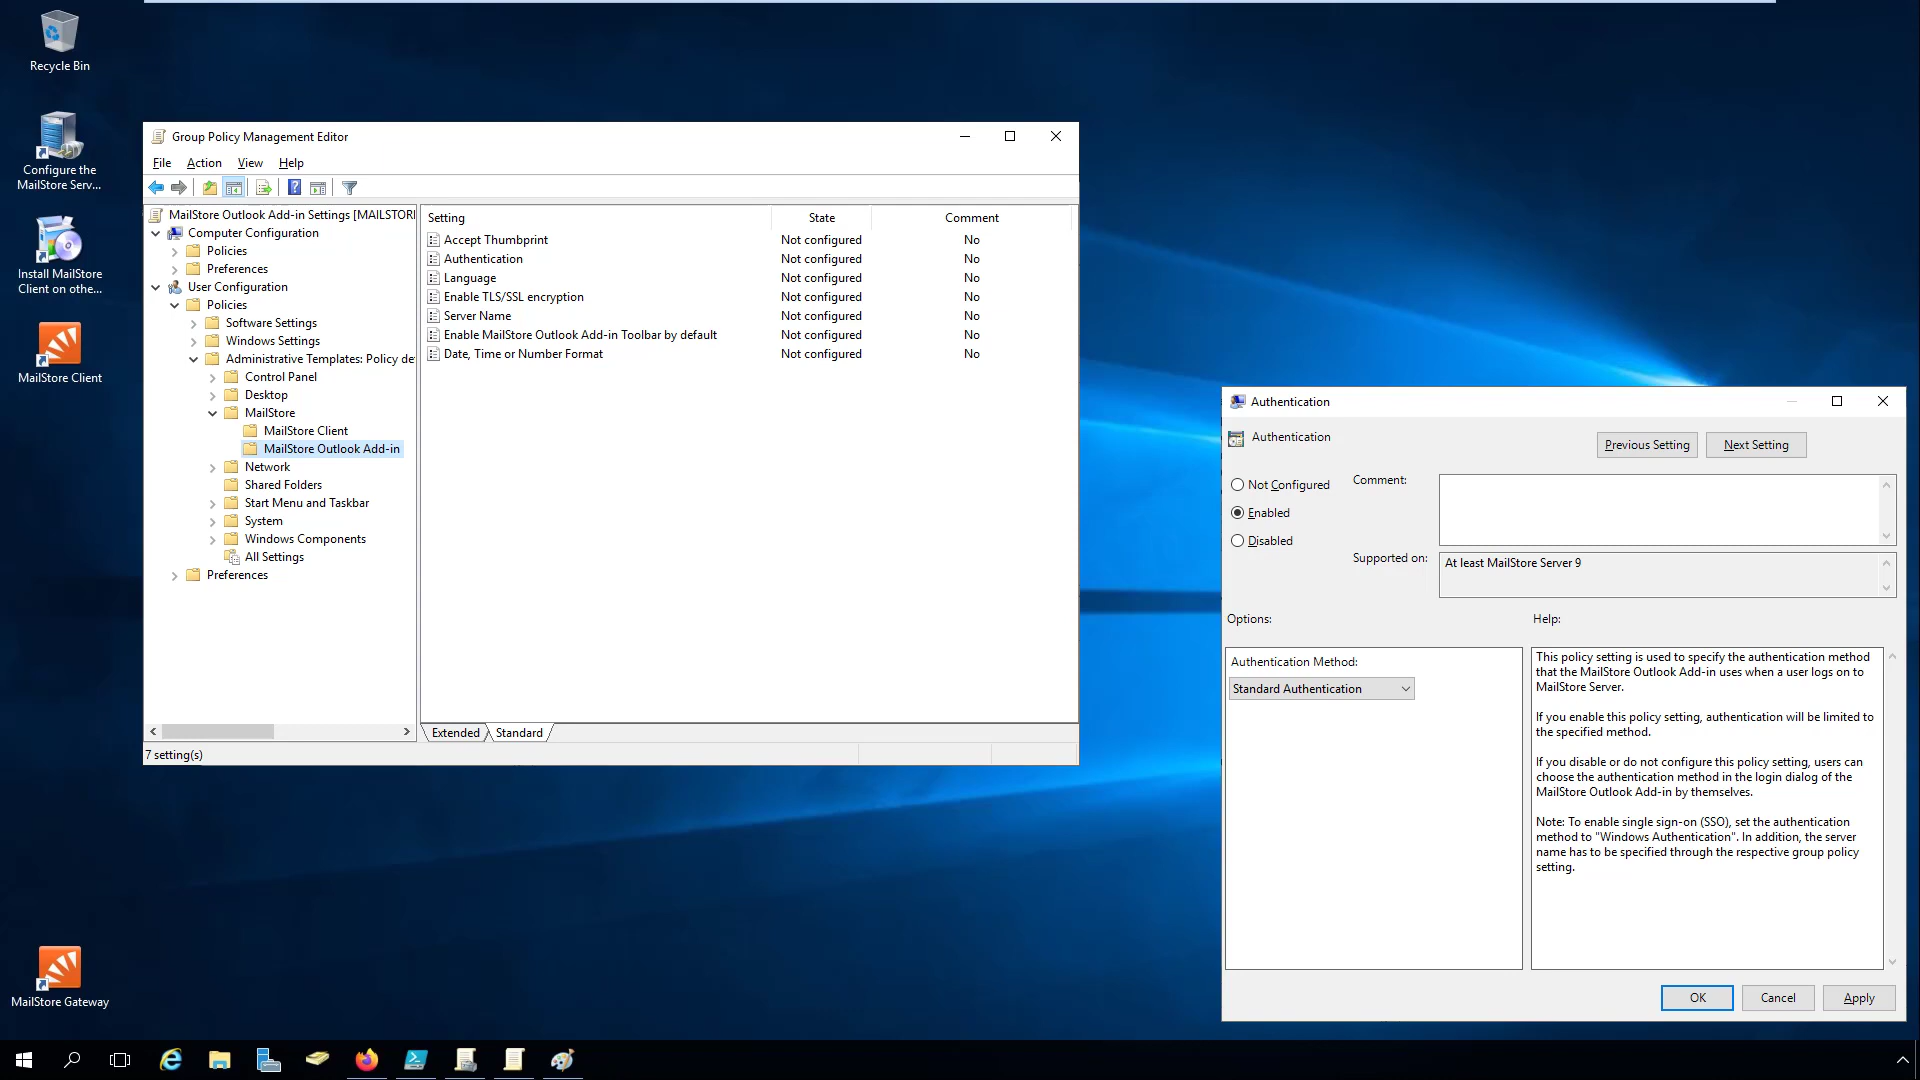 Recycle Bin
Configure the
MailStore Serv...
Install MailStore
Client on othe...
MailStore Client
MailStore Gateway
Group Policy Management Editor
File Action View Help
MailStore Outlook Add-in Settings [MAILSTOR
Computer Configuration
Policies
Preferences
User Configuration
Policies
Software Settings
Windows Settings
Administrative Templates: Policy de
Control Panel
Desktop
MailStore
MailStore Client
MailStore Outlook Add-in
Network
Shared Folders
Start Menu and Taskbar
System
Windows Components
All Settings
Preferences
Setting State Comment
Accept Thumbprint Not configured No
Authentication Not configured No
Language Not configured No
Enable TLS/SSL encryption Not configured No
Server Name Not configured No
Enable MailStore Outlook Add-in Toolbar by default Not configured No
Date, Time or Number Format Not configured No
Extended Standard
7 setting(s)
Authentication
Authentication
Previous Setting Next Setting
Not Configured
Enabled
Disabled
Comment:
Supported on:
At least MailStore Server 9
Options:
Help:
Authentication Method:
Standard Authentication
This policy setting is used to specify the authentication method
that the MailStore Outlook Add-in uses when a user logs on to
MailStore Server.
If you enable this policy setting, authentication will be limited to
the specified method.
If you disable or do not configure this policy setting, users can
choose the authentication method in the login dialog of the
MailStore Outlook Add-in by themselves.
Note: To enable single sign-on (SSO), set the authentication
method to "Windows Authentication". In addition, the server
name has to be specified through the respective group policy
setting.
OK Cancel Apply